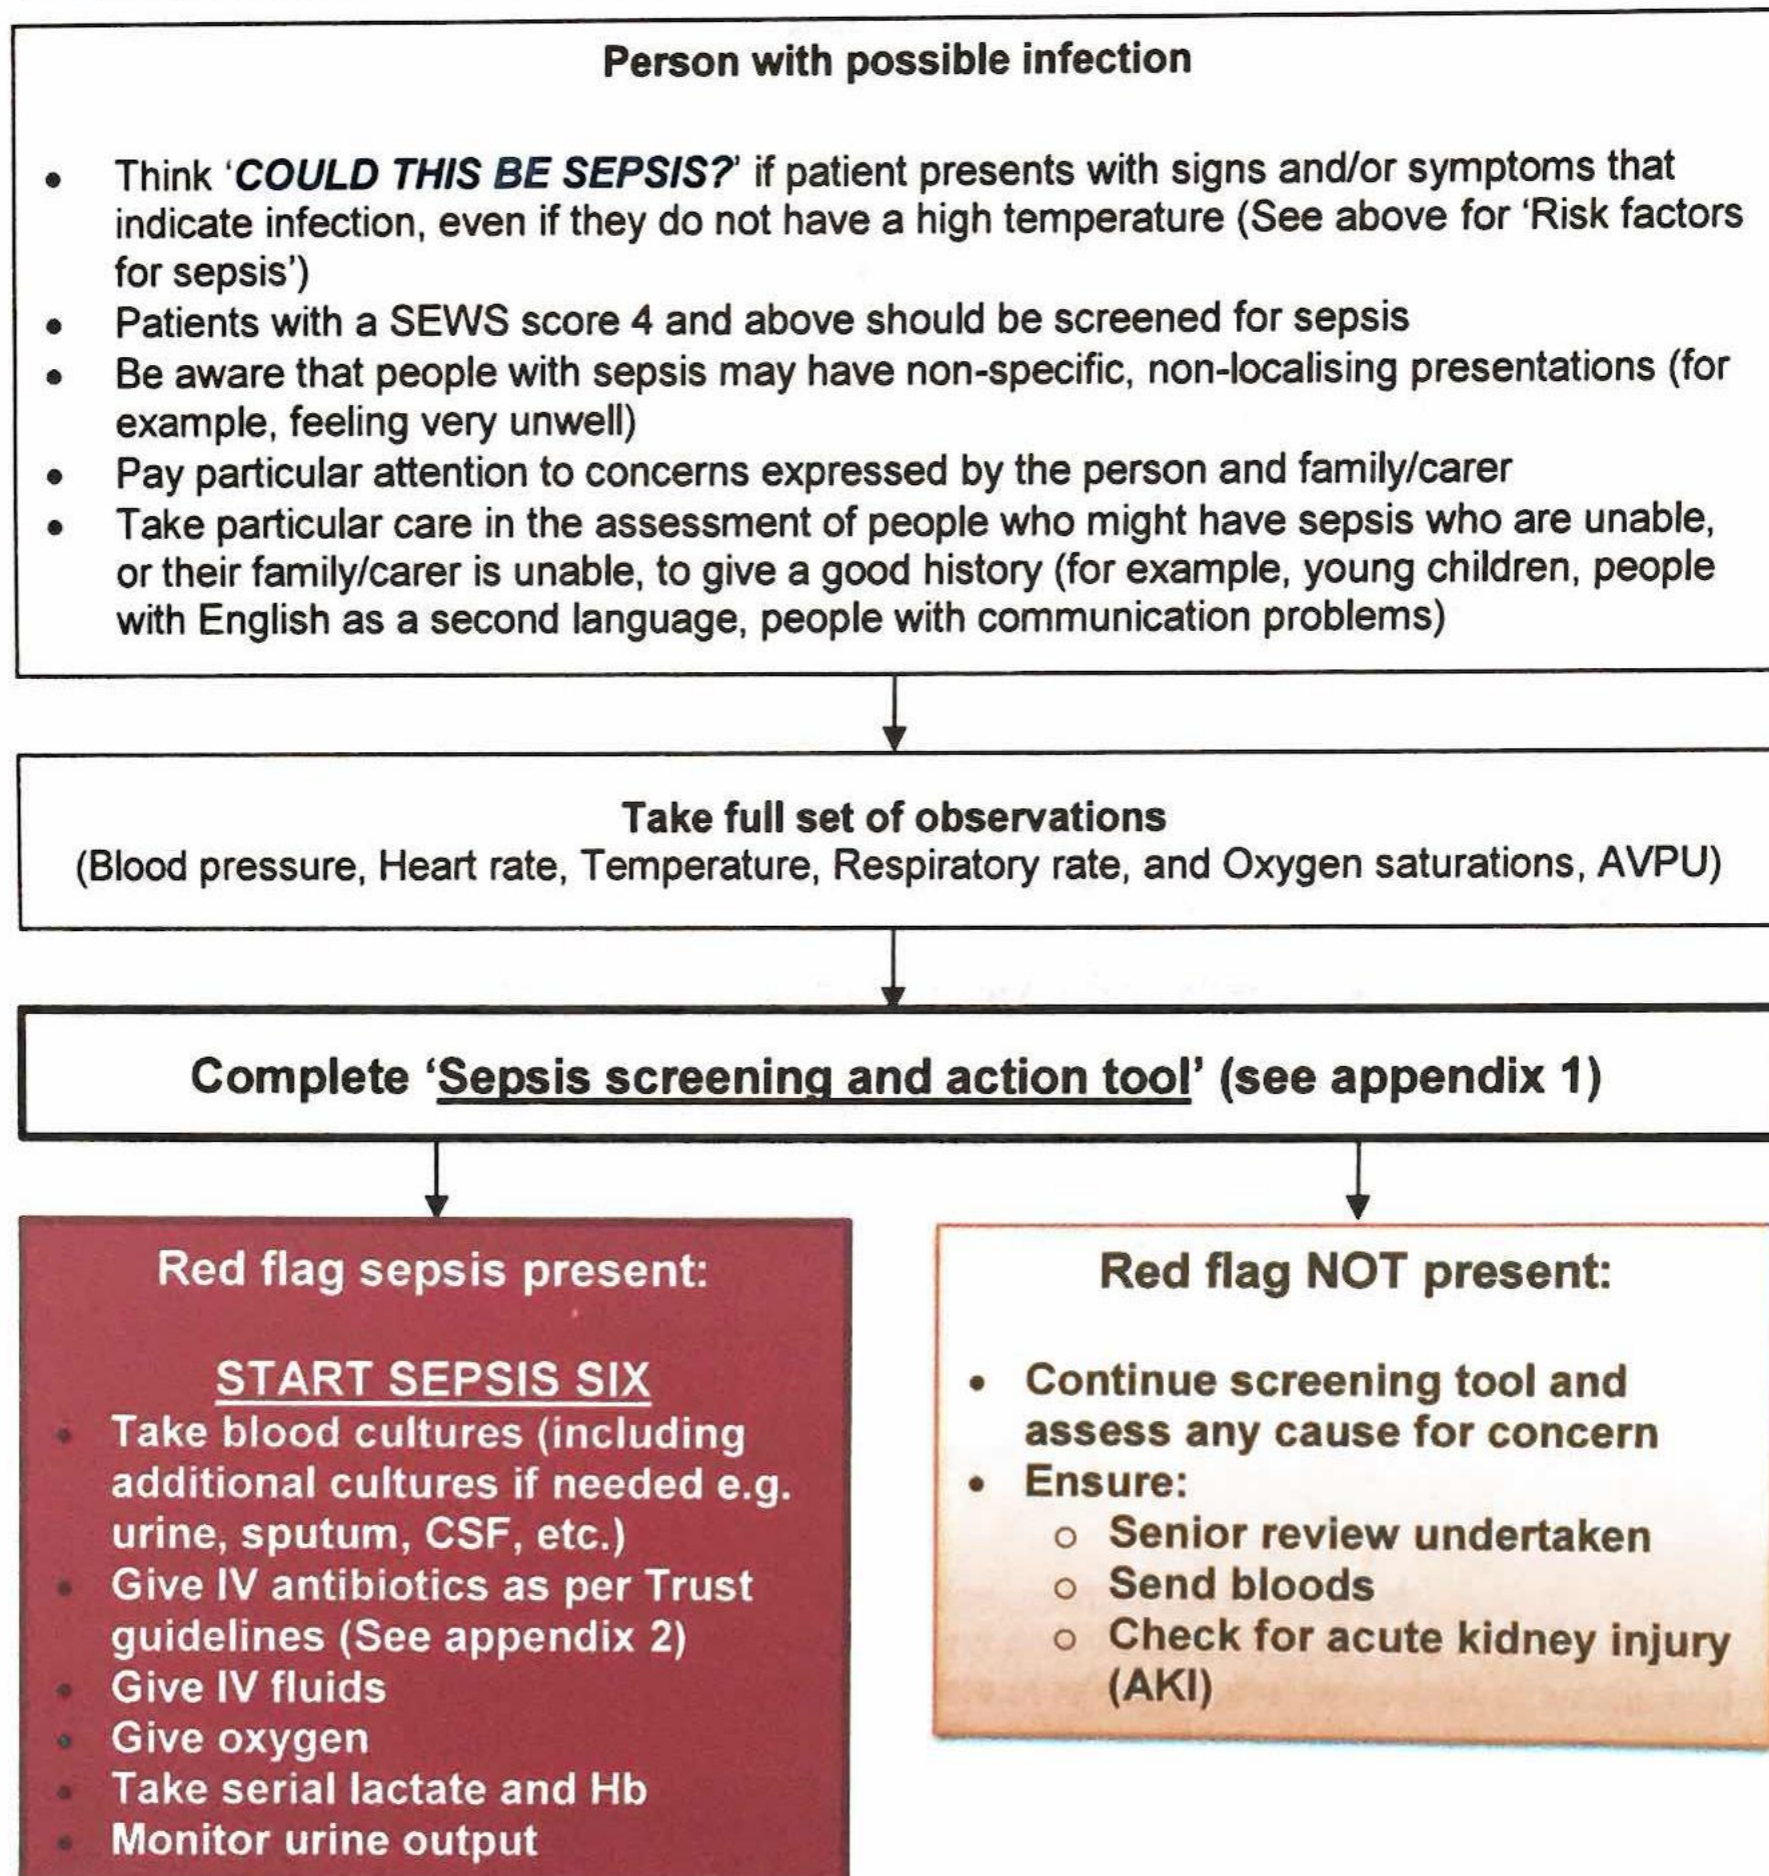 Person with possible infection
• Think ‘COULD THIS BE SEPSIS?’ if patient presents with signs and/or symptoms that
indicate infection, even if they do not have a high temperature (See above for ‘Risk factors
for sepsis’)
• Patients with a SEWS score 4 and above should be screened for sepsis
• Be aware that people with sepsis may have non-specific, non-localising presentations (for
example, feeling very unwell)
• Pay particular attention to concerns expressed by the person and family/carer
• Take particular care in the assessment of people who might have sepsis who are unable,
or their family/carer is unable, to give a good history (for example, young children, people
with English as a second language, people with communication problems)
Take full set of observations
(Blood pressure, Heart rate, Temperature, Respiratory rate, and Oxygen saturations, AVPU)
Complete ‘Sepsis screening and action tool’ (see appendix 1)
Red flag sepsis present:
START SEPSIS SIX
• Take blood cultures (including
additional cultures if needed e.g.
urine, sputum, CSF, etc.)
• Give IV antibiotics as per Trust
guidelines (See appendix 2)
• Give IV fluids
• Give oxygen
• Take serial lactate and Hb
• Monitor urine output
Red flag NOT present:
• Continue screening tool and
assess any cause for concern
• Ensure:
○ Senior review undertaken
○ Send bloods
○ Check for acute kidney injury
(AKI)